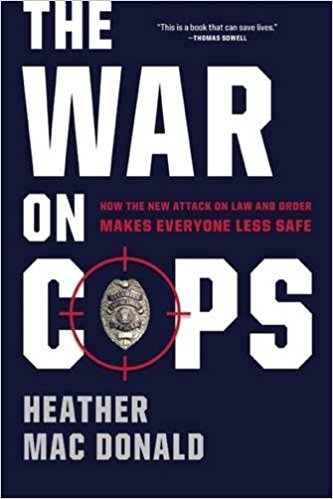 THE
"This is a book that can save lives."
—THOMAS SOWELL
WAR
ON
HOW THE NEW ATTACK ON LAW AND ORDER
MAKES EVERYONE LESS SAFE
COPS
HEATHER
MAC DONALD